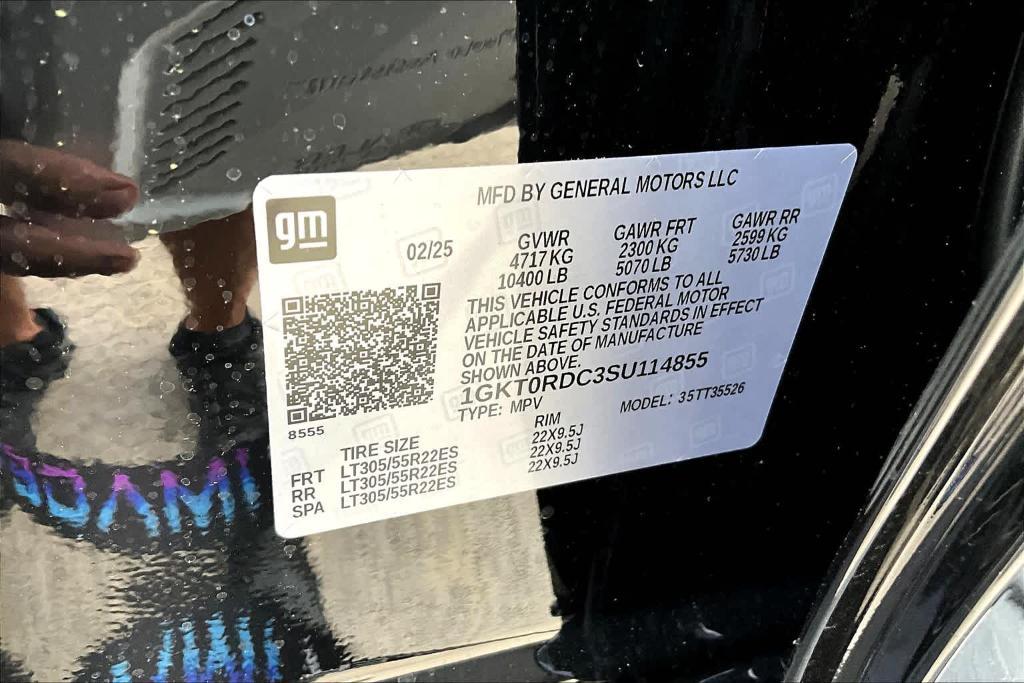 MFD BY GENERAL MOTORS LLC
gm
02/25
GVWR GAWR FRT GAWR RR
4717 KG 2300 KG 2599 KG
10400 LB 5070 LB 5730 LB
THIS VEHICLE CONFORMS TO ALL
APPLICABLE U.S. FEDERAL MOTOR
VEHICLE SAFETY STANDARDS IN EFFECT
ON THE DATE OF MANUFACTURE
SHOWN ABOVE.
1GKT0RDC3SU114855
TYPE: MPV MODEL: 35TT35526
8555
TIRE SIZE RIM
FRT LT305/55R22ES 22X9.5J
RR LT305/55R22ES 22X9.5J
SPA LT305/55R22ES 22X9.5J